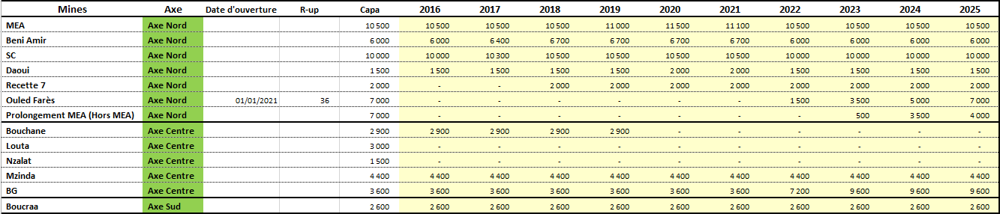 Mines Axe Date d'ouverture R-up Capa 2016 2017 2018 2019 2020 2021 2022 2023 2024 2025
MEA Axe Nord 10 500 10 500 10 500 10 500 11 000 11 500 11 100 10 500 10 500 10 500 10 500
Beni Amir Axe Nord 6 000 6 000 6 400 6 700 6 700 6 700 6 700 6 000 6 000 6 000 6 000
SC Axe Nord 10 000 10 000 10 300 10 500 10 500 10 500 10 500 10 000 10 000 10 000 10 000
Daoui Axe Nord 1 500 1 500 1 500 1 500 1 500 2 000 2 000 1 500 1 500 1 500 1 500
Recette 7 Axe Nord 2 000 - - 2 000 2 000 2 000 2 000 2 000 2 000 2 000 2 000
Ouled Farès Axe Nord 01/01/2021 36 7 000 - - - - - - 1 500 3 500 5 000 7 000
Prolongement MEA (Hors MEA) Axe Nord 7 000 - - - - - - - 500 3 500 4 000
Bouchane Axe Centre 2 900 2 900 2 900 2 900 2 900 - - - - - -
Louta Axe Centre 3 000 - - - - - - - - - -
Nzalat Axe Centre 1 500 - - - - - - - - - -
Mzinda Axe Centre 4 400 4 400 4 400 4 400 4 400 4 400 4 400 4 400 4 400 4 400 4 400
BG Axe Centre 3 600 3 600 3 600 3 600 3 600 3 600 3 600 7 200 9 600 9 600 9 600
Boucraa Axe Sud 2 600 2 600 2 600 2 600 2 600 2 600 2 600 2 600 2 600 2 600 2 600